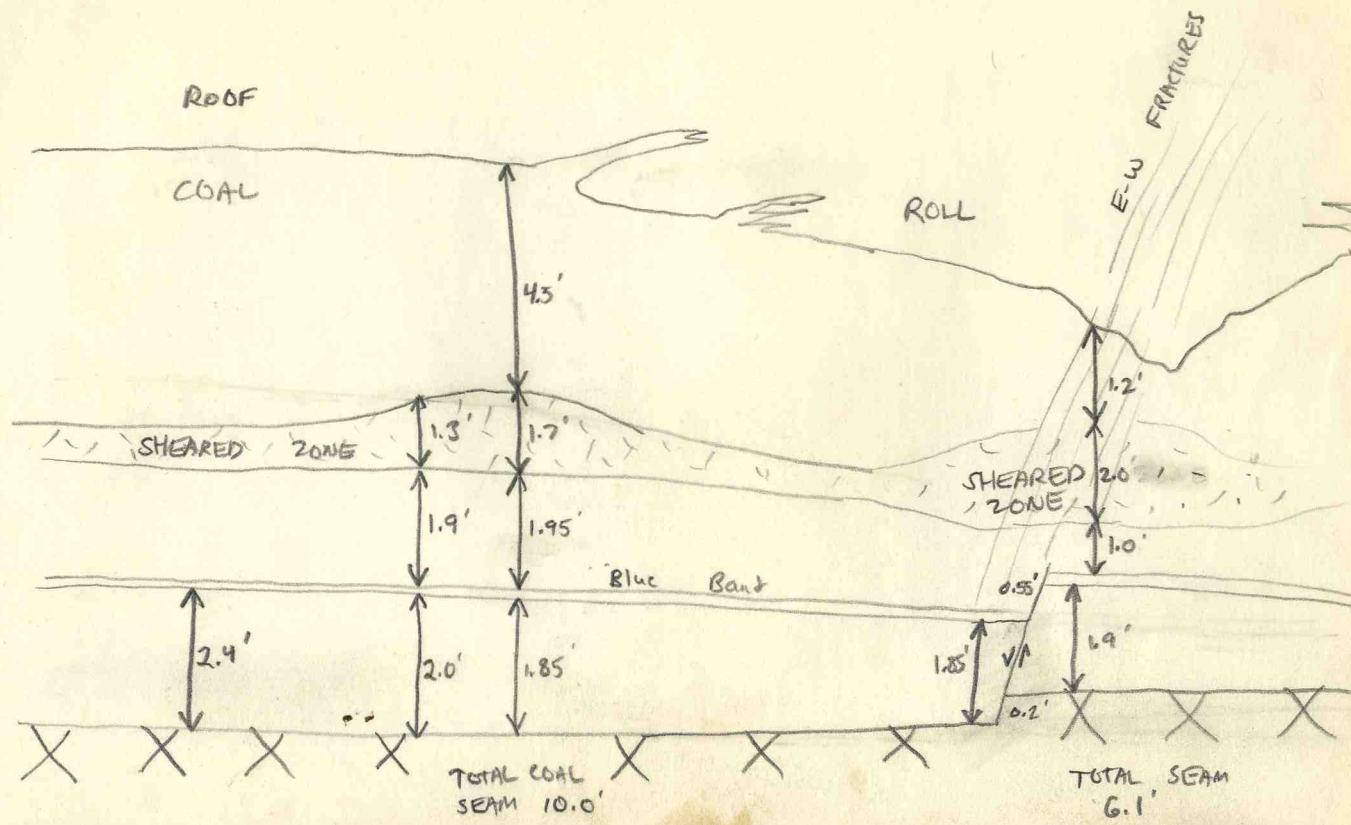 ROOF
COAL
ROLL
E-W FRACTURES
4.5'
1.2'
SHEARED ZONE
1.3'
1.7'
SHEARED
ZONE
2.0'
1.9'
1.95'
1.0'
Blue Band
0.55'
2.4'
2.0'
1.85'
1.85'
1.9'
0.2'
TOTAL COAL
SEAM 10.0'
TOTAL SEAM
6.1'